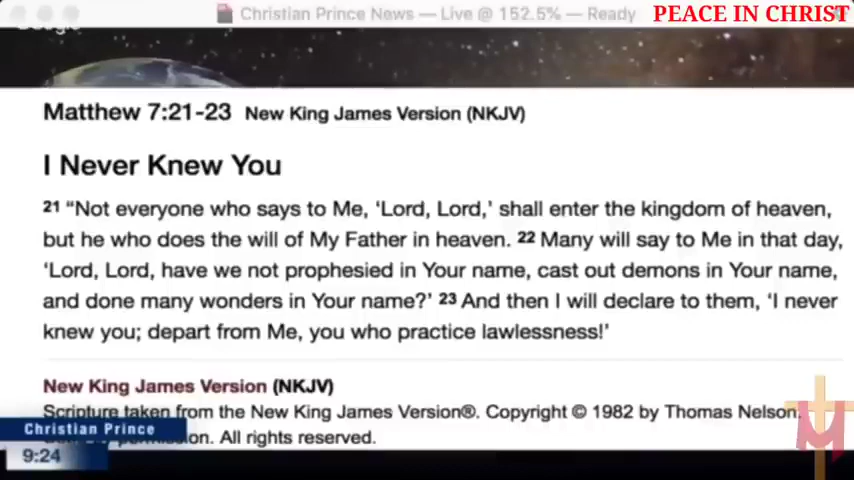 Christian Prince News — Live @ 152.5% — Ready
PEACE IN CHRIST
Google
Matthew 7:21-23 New King James Version (NKJV)
I Never Knew You
21 “Not everyone who says to Me, ‘Lord, Lord,’ shall enter the kingdom of heaven,
but he who does the will of My Father in heaven. 22 Many will say to Me in that day,
‘Lord, Lord, have we not prophesied in Your name, cast out demons in Your name,
and done many wonders in Your name?’ 23 And then I will declare to them, ‘I never
knew you; depart from Me, you who practice lawlessness!’
New King James Version (NKJV)
Scripture taken from the New King James Version®. Copyright © 1982 by Thomas Nelson.
All rights reserved.
Christian Prince
9:24